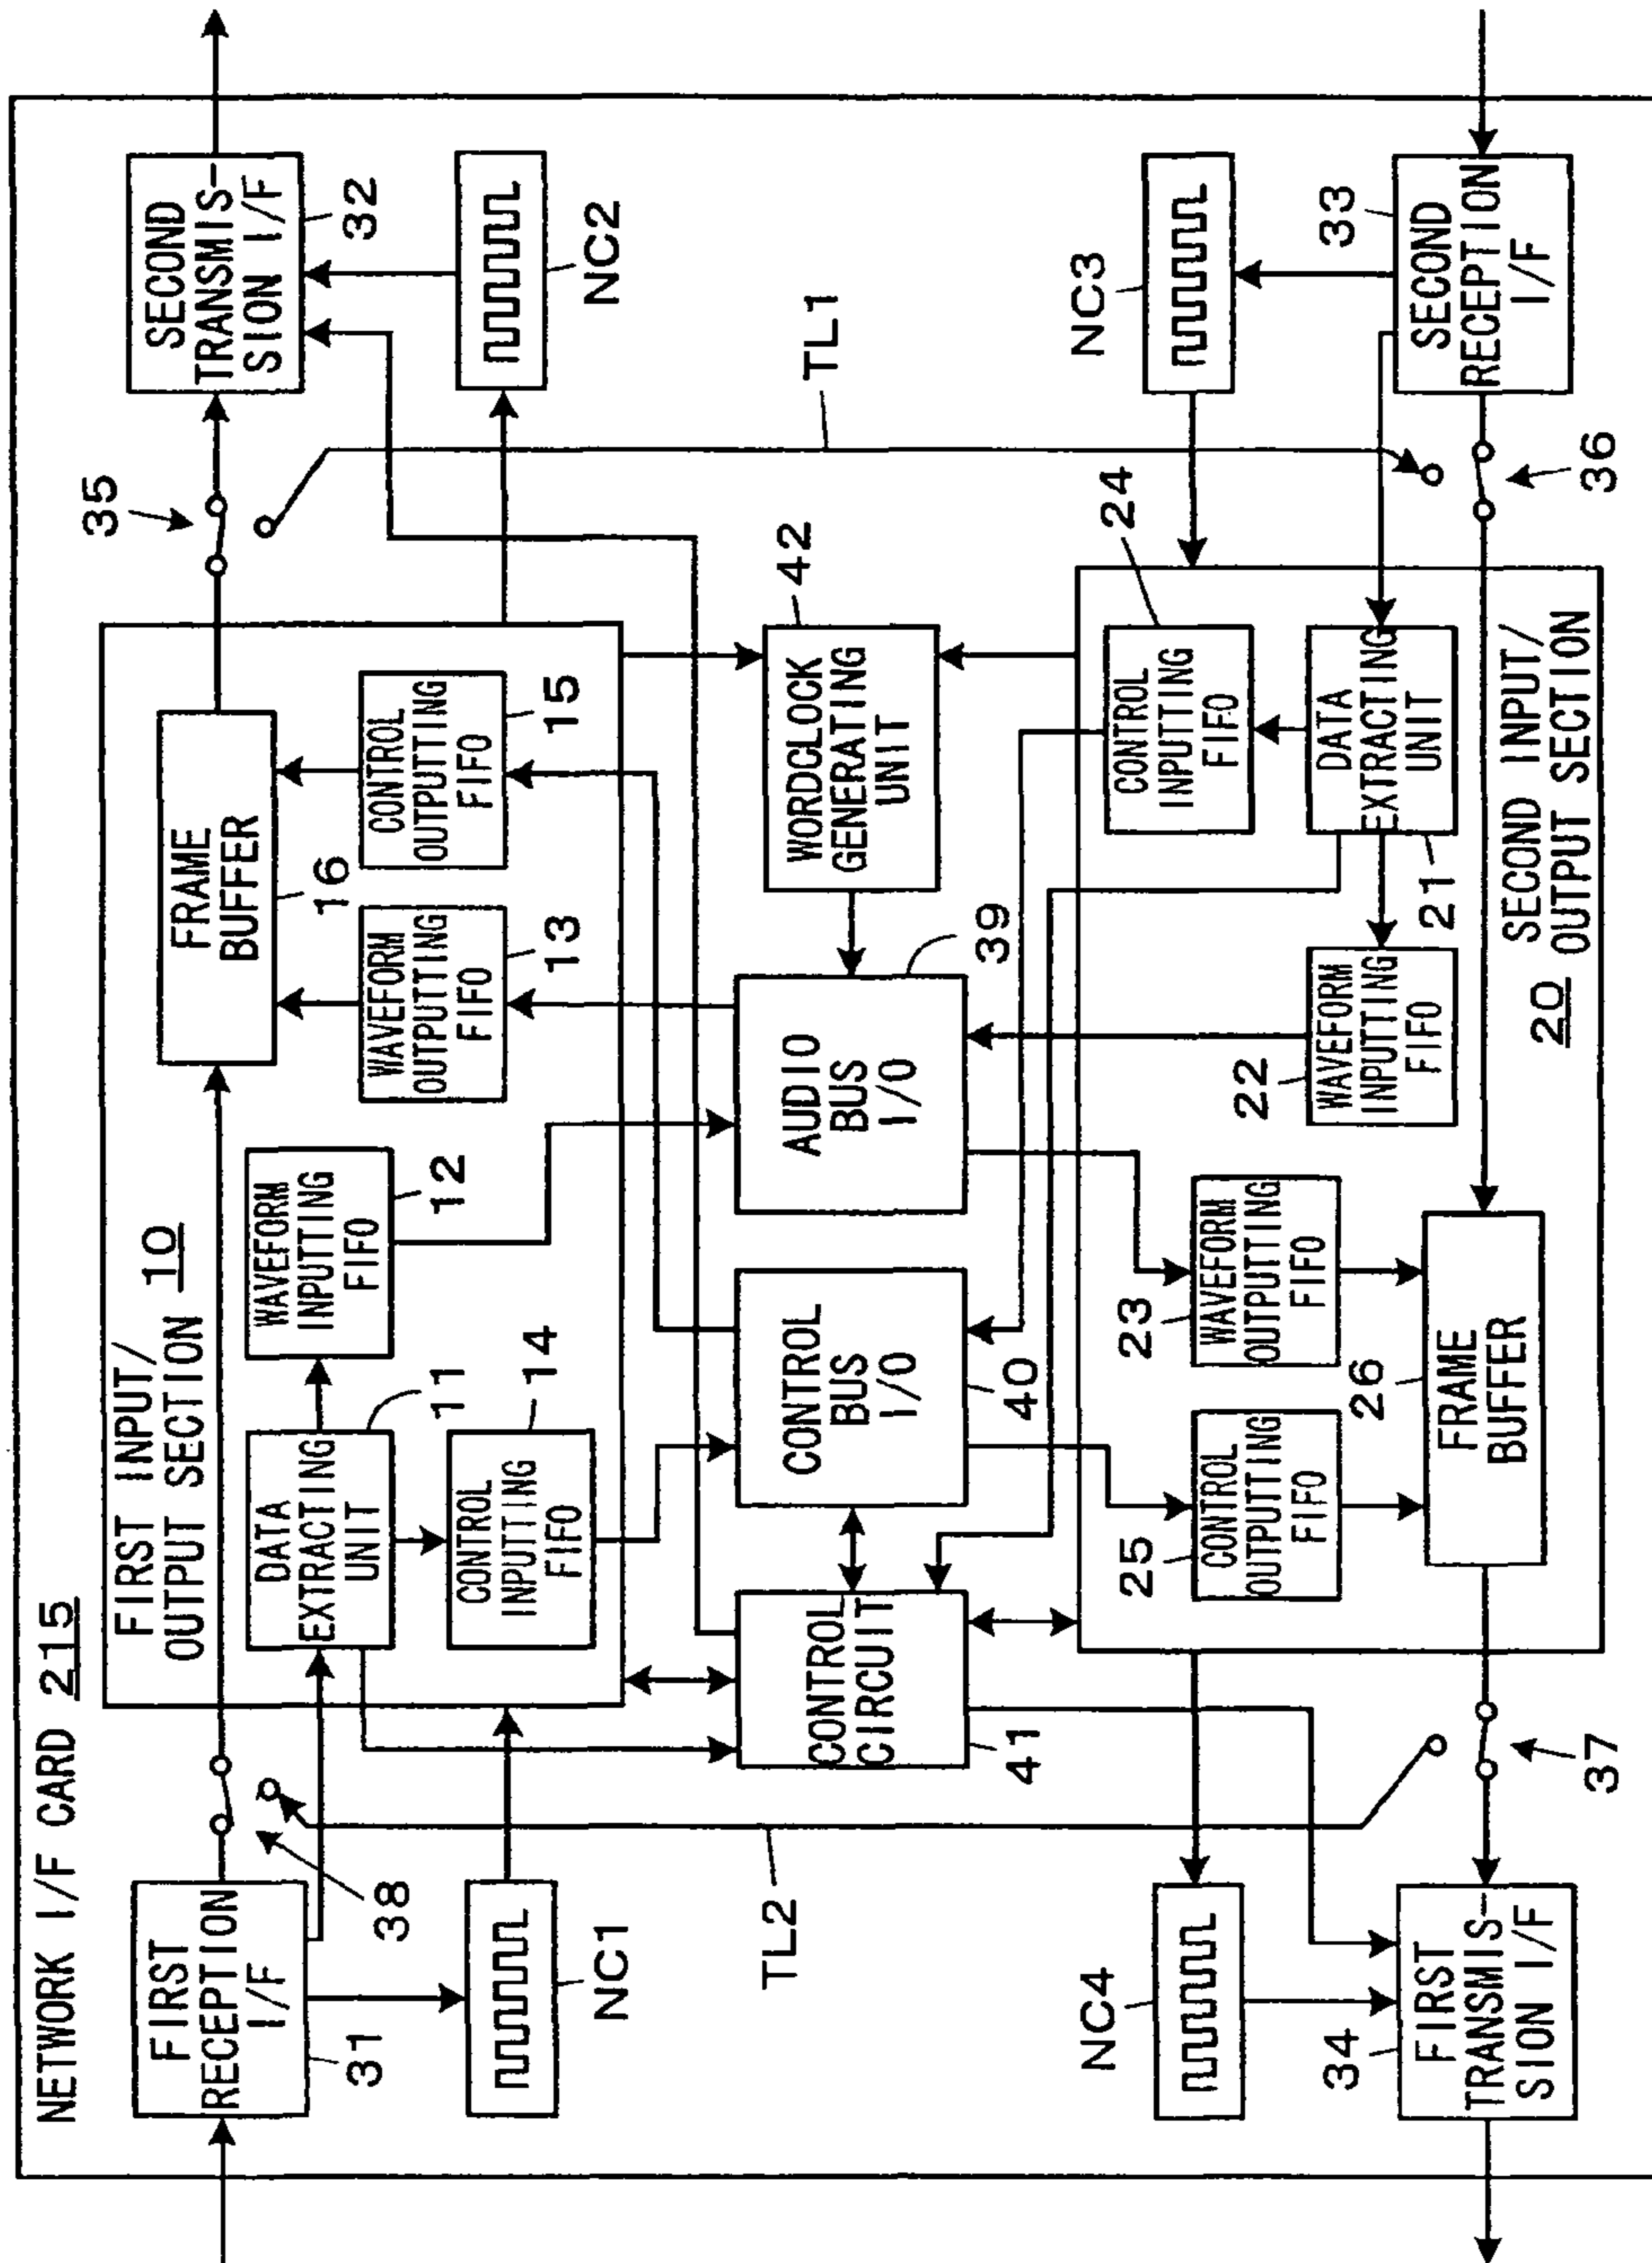 NETWORK I/F CARD 215
FIRST
RECEPTION
I/F
31
38
NC1
FIRST INPUT/
OUTPUT SECTION 10
DATA
EXTRACTING
UNIT
11
WAVEFORM
INPUTTING
FIFO
12
CONTROL
INPUTTING
FIFO
14
FRAME
BUFFER
16
WAVEFORM
OUTPUTTING
FIFO
13
CONTROL
OUTPUTTING
FIFO
15
35
SECOND
TRANSMIS-
SION I/F
32
NC2
TL2
CONTROL
CIRCUIT
41
CONTROL
BUS
I/O
40
AUDIO
BUS
I/O
39
WORDCLOCK
GENERATING
UNIT
42
TL1
NC4
FIRST
TRANSMIS-
SION I/F
34
37
25
CONTROL
OUTPUTTING
FIFO
23
WAVEFORM
OUTPUTTING
FIFO
26
FRAME
BUFFER
22
WAVEFORM
INPUTTING
FIFO
CONTROL
INPUTTING
FIFO
24
DATA
EXTRACTING
UNIT
21
20 SECOND INPUT/
OUTPUT SECTION
36
NC3
SECOND
RECEPTION
I/F
33